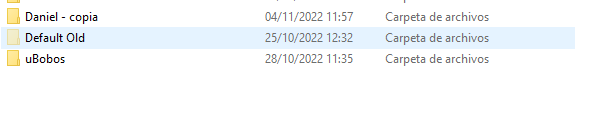 Daniel - copia 04/11/2022 11:57 Carpeta de archivos
Default Old 25/10/2022 12:32 Carpeta de archivos
uBobos 28/10/2022 11:35 Carpeta de archivos